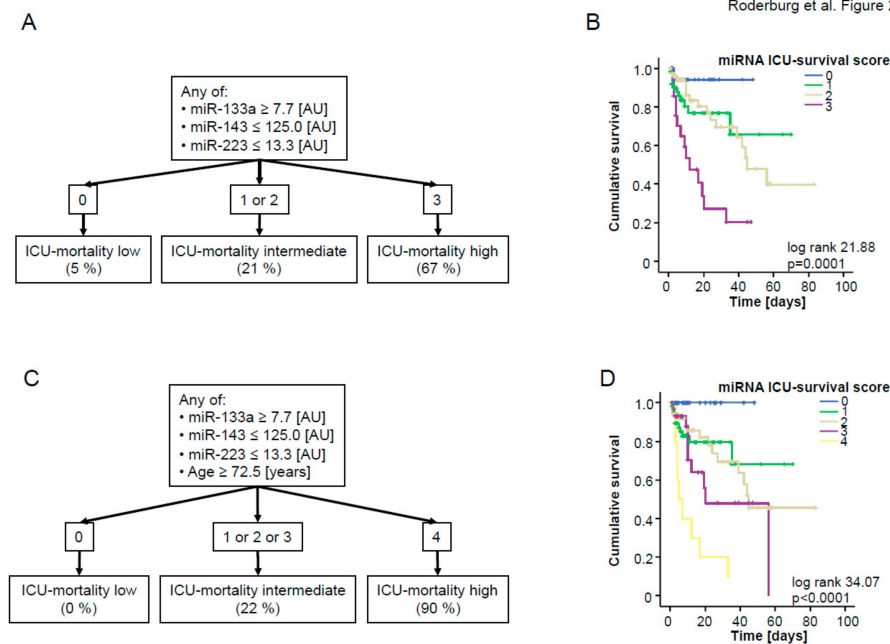 Roderburg et al. Figure
A
Any of:
• miR-133a ≥ 7.7 [AU]
• miR-143 ≤ 125.0 [AU]
• miR-223 ≤ 13.3 [AU]
0
1 or 2
3
ICU-mortality low
(5 %)
ICU-mortality intermediate
(21 %)
ICU-mortality high
(67 %)
B
miRNA ICU-survival score
0
1
2
3
Cumulative survival
1.0
0.8
0.6
0.4
0.2
0
log rank 21.88
p=0.0001
0 20 40 60 80 100
Time [days]
C
Any of:
• miR-133a ≥ 7.7 [AU]
• miR-143 ≤ 125.0 [AU]
• miR-223 ≤ 13.3 [AU]
• Age ≥ 72.5 [years]
0
1 or 2 or 3
4
ICU-mortality low
(0 %)
ICU-mortality intermediate
(22 %)
ICU-mortality high
(90 %)
D
miRNA ICU-survival score
0
1
2
3
4
Cumulative survival
1.0
0.8
0.6
0.4
0.2
0
log rank 34.07
p<0.0001
0 20 40 60 80 100
Time [days]